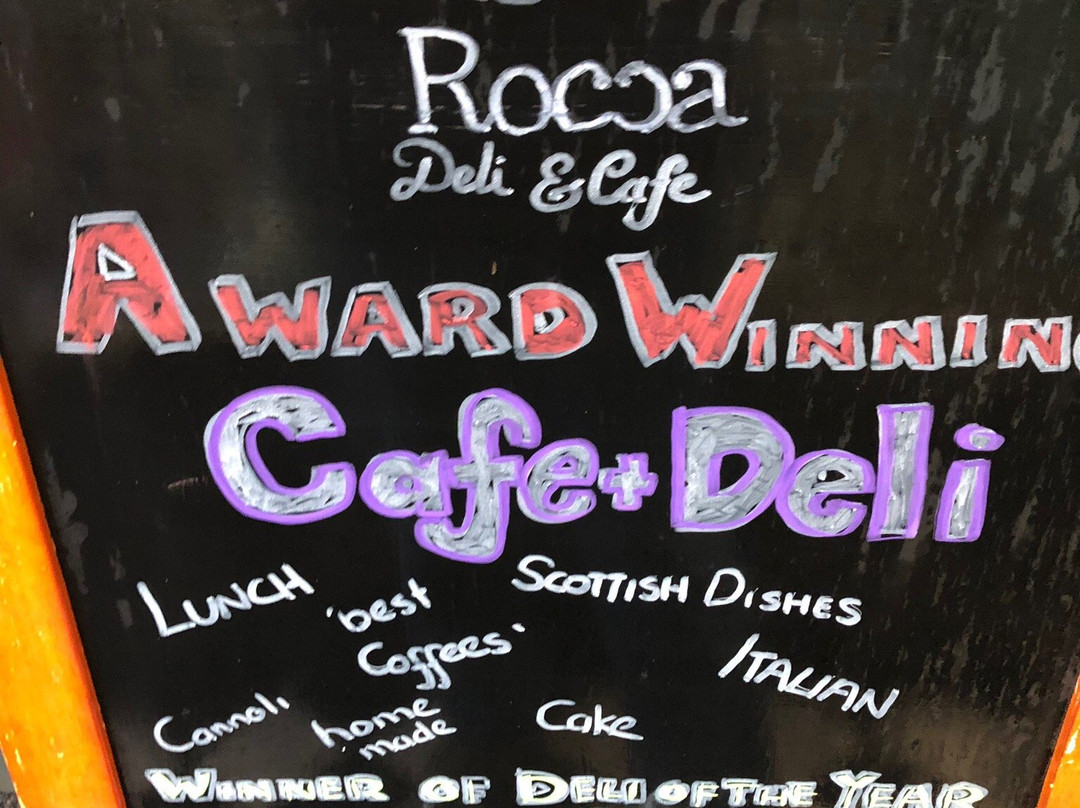 Rocca
Deli & Cafe
AWARD WINNIN
Cafe + Deli
LUNCH
'best
Coffees'
SCOTTISH DISHES
ITALIAN
Cannoli
home
made
Cake
WINNER OF DELI OF THE YEAR